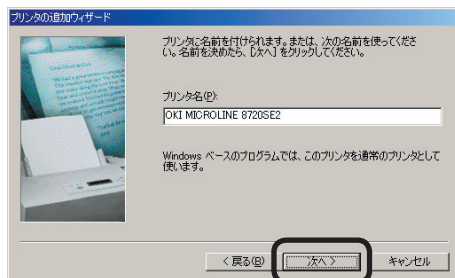 プリンタの追加ウィザード
プリンタに名前を付けられます。または、次の名前を使ってくださ
い。名前を決めたら、[次へ] をクリックしてください。
プリンタ名(P):
OKI MICROLINE 8720SE2
Windows ベースのプログラムでは、このプリンタを通常のプリンタとして
使います。
< 戻る(B)
次へ >
キャンセル